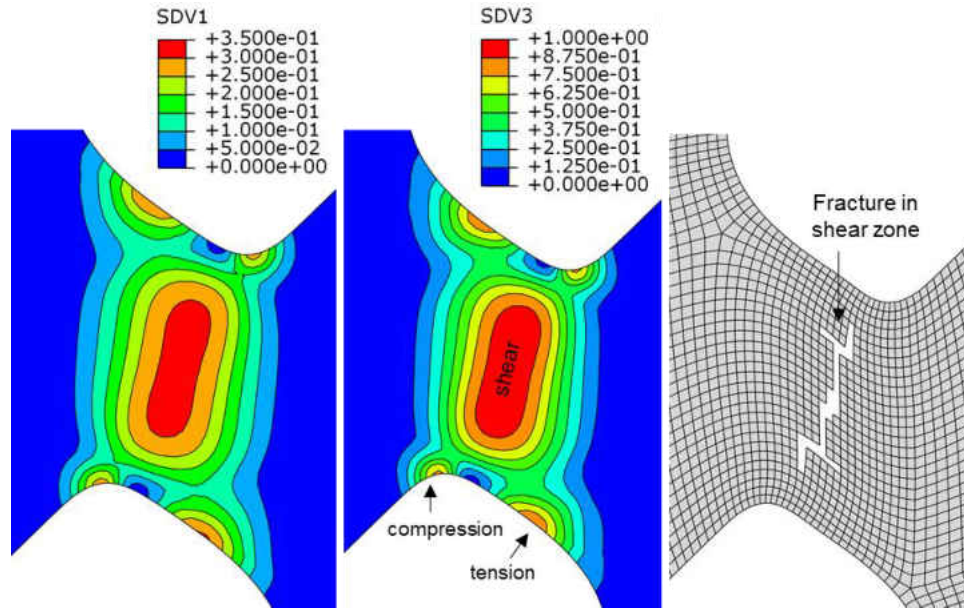 SDV1
+3.500e-01
+3.000e-01
+2.500e-01
+2.000e-01
+1.500e-01
+1.000e-01
+5.000e-02
+0.000e+00
SDV3
+1.000e+00
+8.750e-01
+7.500e-01
+6.250e-01
+5.000e-01
+3.750e-01
+2.500e-01
+1.250e-01
+0.000e+00
shear
compression
tension
Fracture in
shear zone